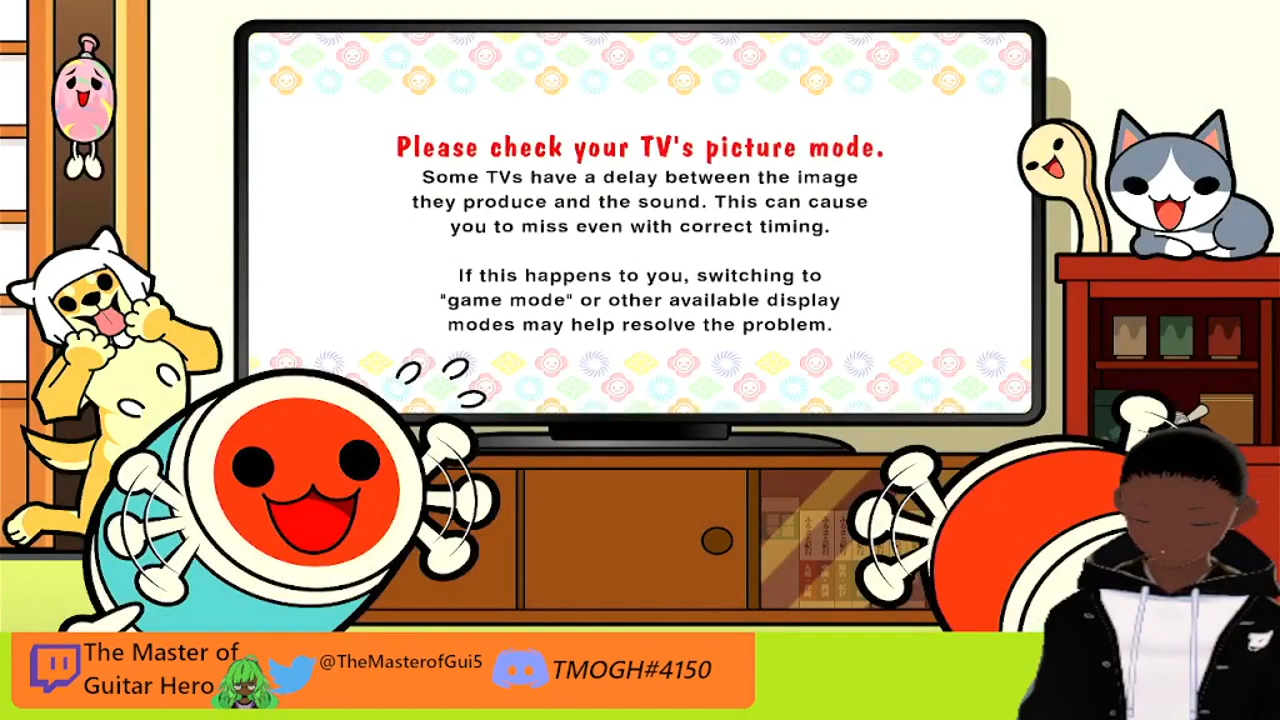 Please check your TV's picture mode.
Some TVs have a delay between the image
they produce and the sound. This can cause
you to miss even with correct timing.
If this happens to you, switching to
"game mode" or other available display
modes may help resolve the problem.
The Master of
Guitar Hero
@TheMasterofGui5
TMOGH#4150